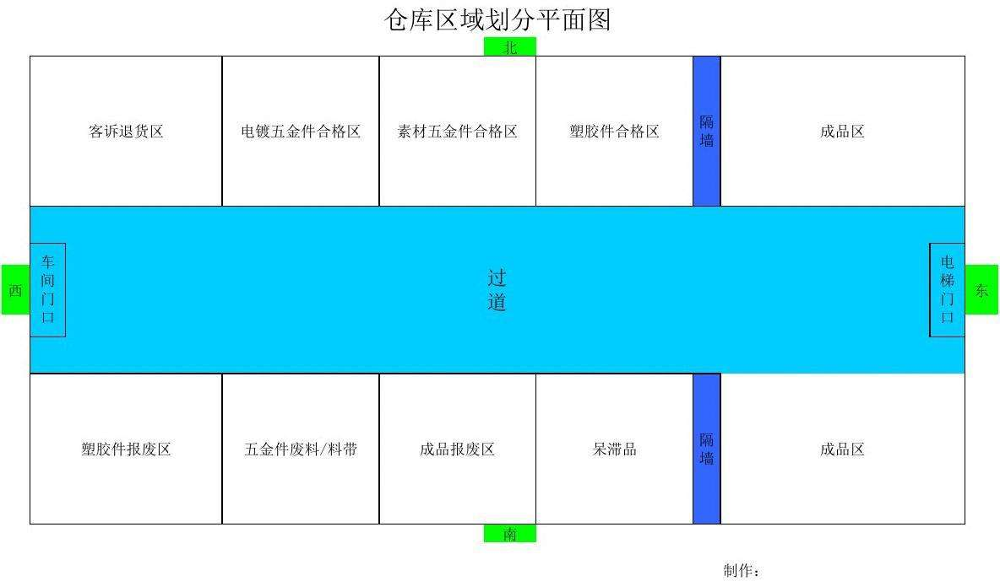 仓库区域划分平面图
北
客诉退货区
电镀五金件合格区
素材五金件合格区
塑胶件合格区
隔墙
成品区
西
车间门口
过道
电梯门口
东
塑胶件报废区
五金件废料/料带
成品报废区
呆滞品
隔墙
成品区
南
制作：